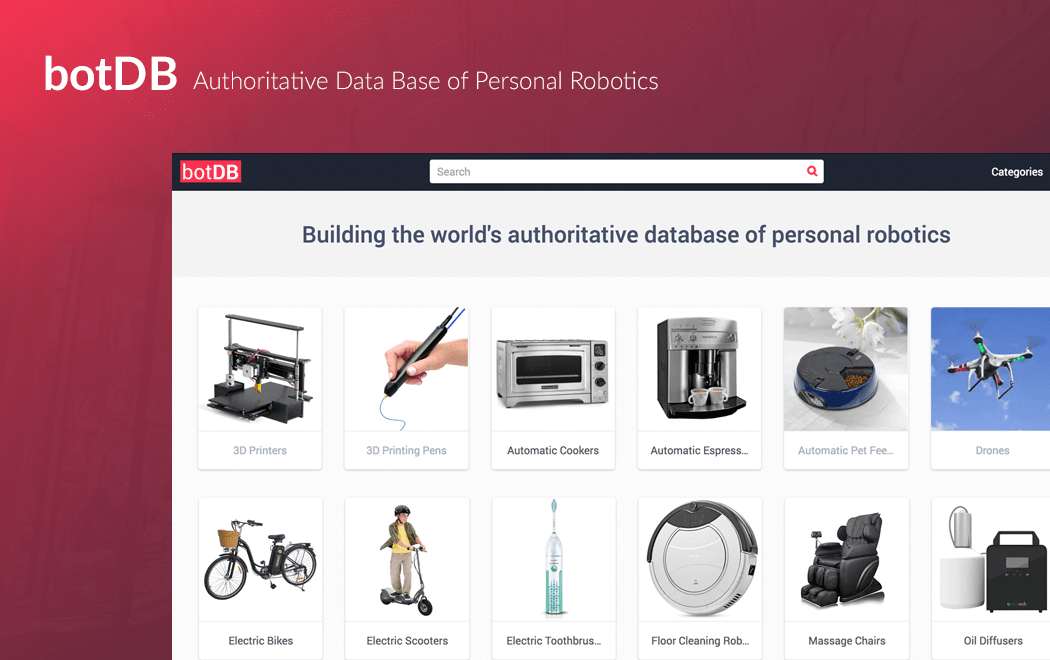 botDB Authoritative Data Base of Personal Robotics
botDB
Search
Categories
Building the world's authoritative database of personal robotics
3D Printers
3D Printing Pens
Automatic Cookers
Automatic Espress...
Automatic Pet Fee...
Drones
Electric Bikes
Electric Scooters
Electric Toothbrus...
Floor Cleaning Rob...
Massage Chairs
Oil Diffusers